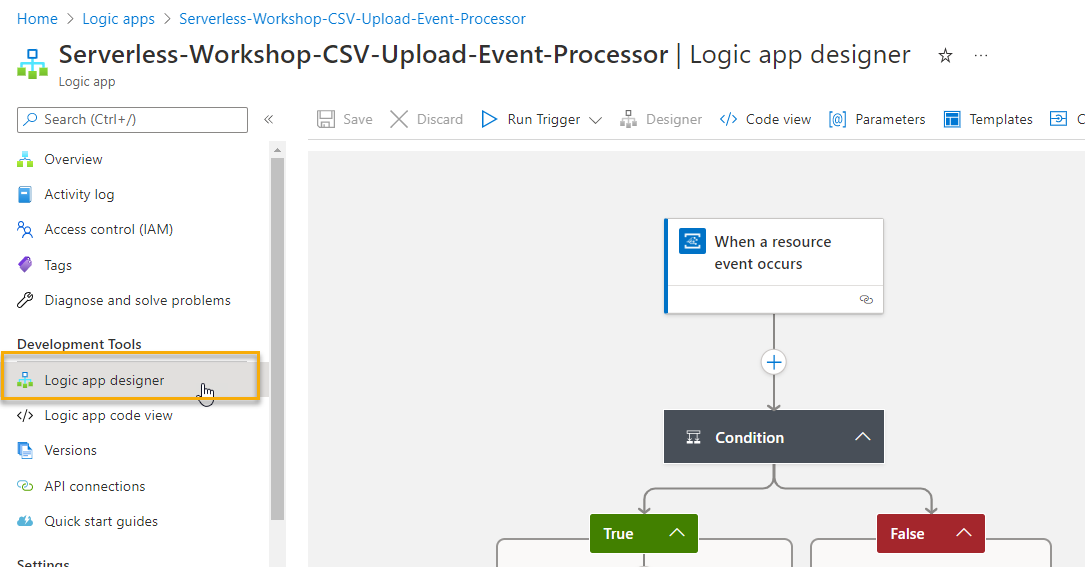 Home > Logic apps > Serverless-Workshop-CSV-Upload-Event-Processor
Serverless-Workshop-CSV-Upload-Event-Processor | Logic app designer
Logic app
Search (Ctrl+/)
Save Discard Run Trigger Designer Code view Parameters Templates
Overview
Activity log
Access control (IAM)
Tags
Diagnose and solve problems
Development Tools
Logic app designer
Logic app code view
Versions
API connections
Quick start guides
Settings
When a resource
event occurs
Condition
True
False